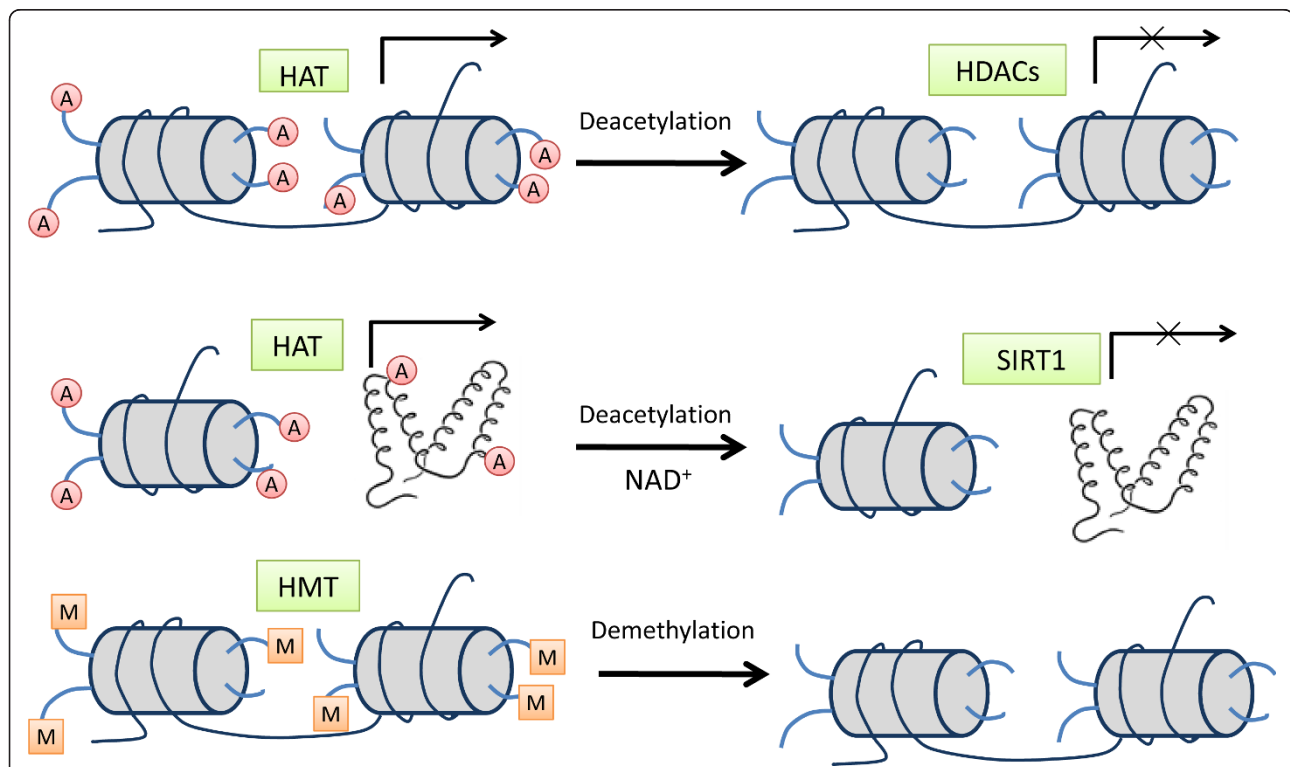 HAT
HDACs
A
A
A
A
A
A
A
Deacetylation
HAT
SIRT1
A
A
A
A
A
A
Deacetylation
NAD⁺
HMT
M
M
M
M
M
M
Demethylation